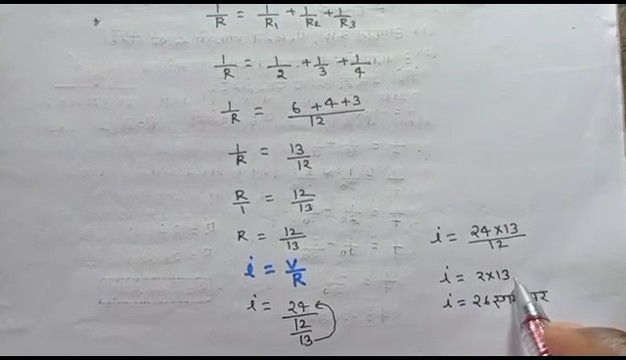 1/R = 1/R1 + 1/R2 + 1/R3
1/R = 1/2 + 1/3 + 1/4
1/R = 6+4+3/12
1/R = 13/12
R/1 = 12/13
R = 12/13
i = V/R
i = 24/(12/13)
i = 24×13/12
i = 2×13
i = 26